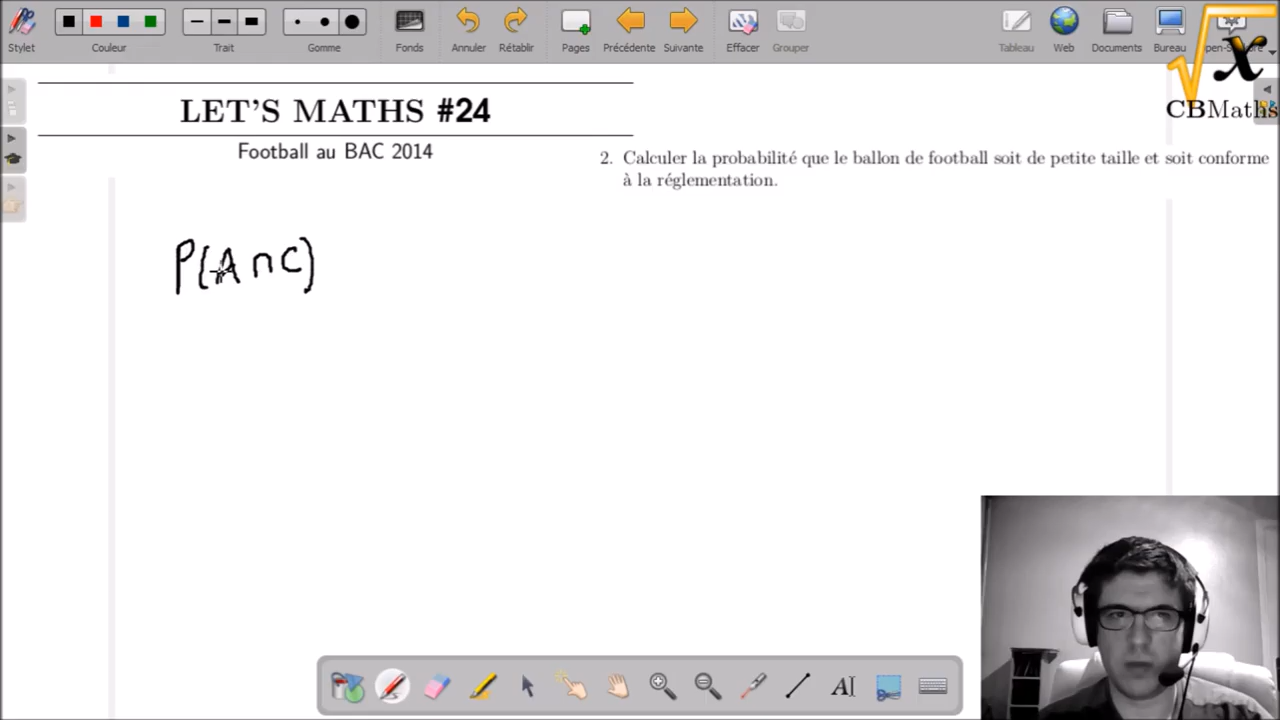 Stylet
Couleur
Trait
Gomme
Fonds
Annuler
Rétablir
Pages
Précédente
Suivante
Effacer
Grouper
Tableau
Web
Documents
Bureau
CBMaths
LET'S MATHS #24
Football au BAC 2014
2. Calculer la probabilité que le ballon de football soit de petite taille et soit conforme
à la réglementation.
P(A∩C)